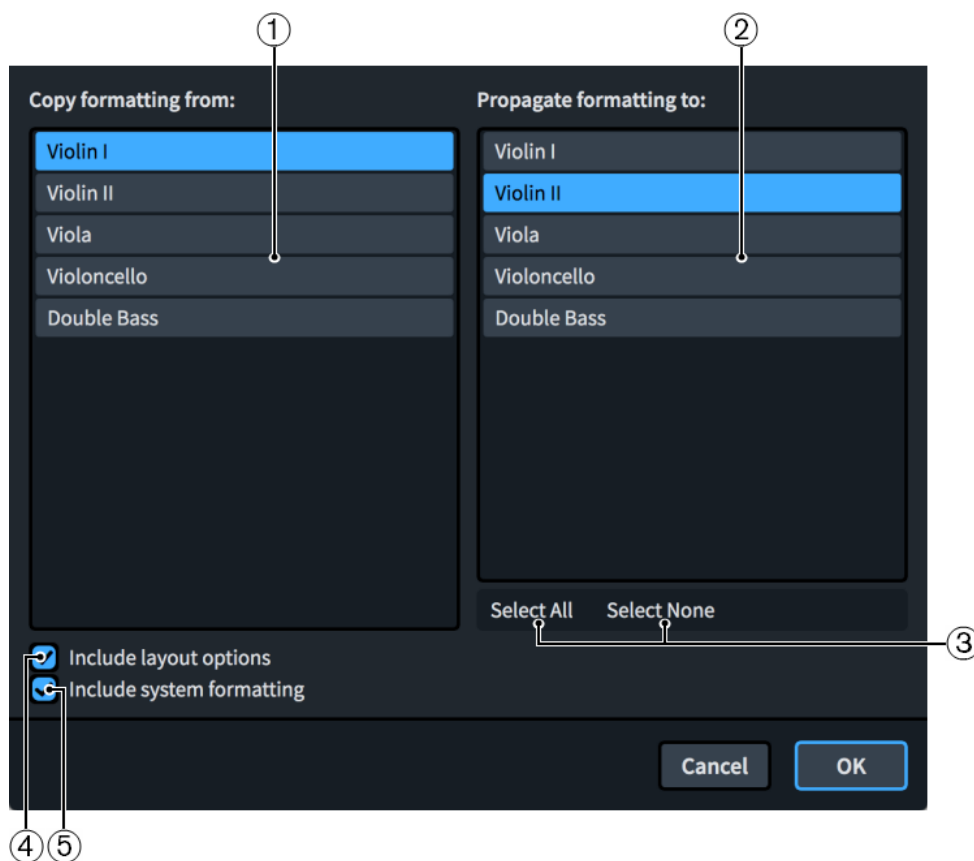 ① ②
Copy formatting from: Propagate formatting to:
Violin I Violin I
Violin II Violin II
Viola Viola
Violoncello Violoncello
Double Bass Double Bass
Select All Select None
③
Include layout options
Include system formatting
Cancel OK
④ ⑤